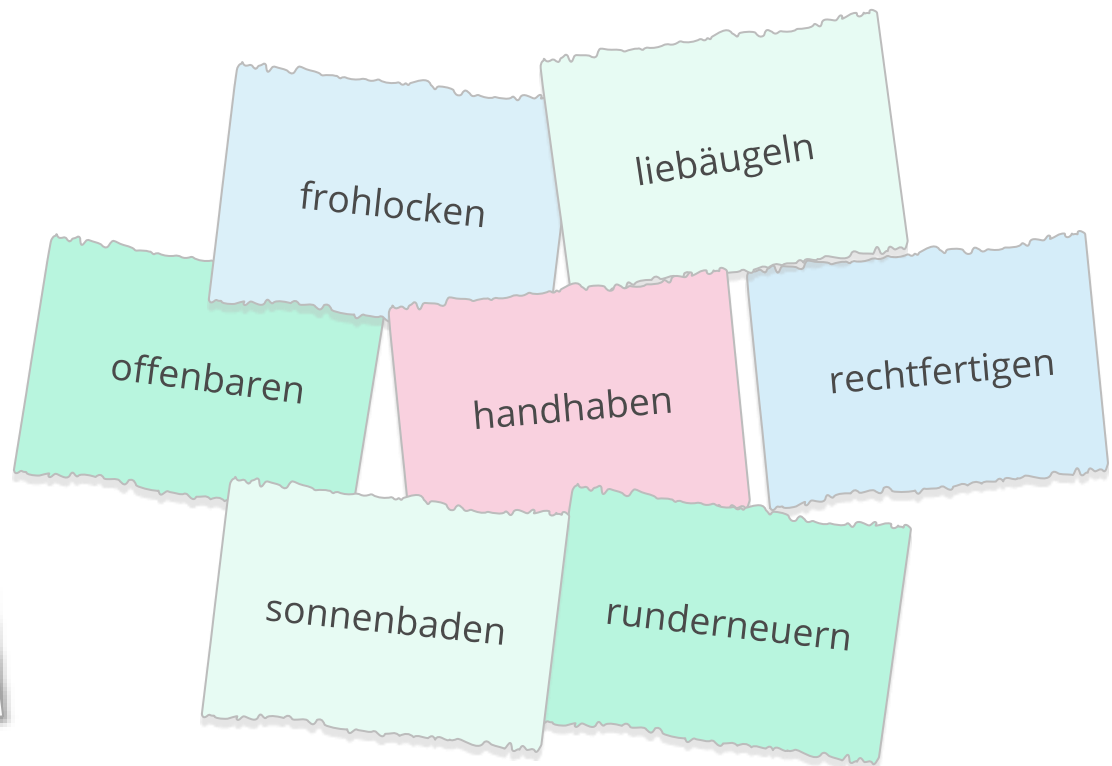 liebäugeln
frohlocken
offenbaren
handhaben
rechtfertigen
sonnenbaden
runderneuern